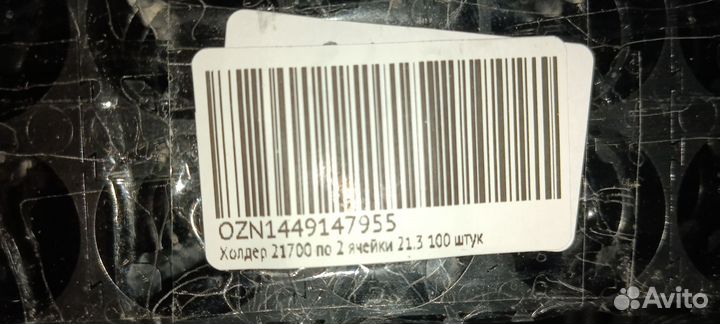 OZN1449147955
Холдер 21700 по 2 ячейки 21.3 100 штук
Avito